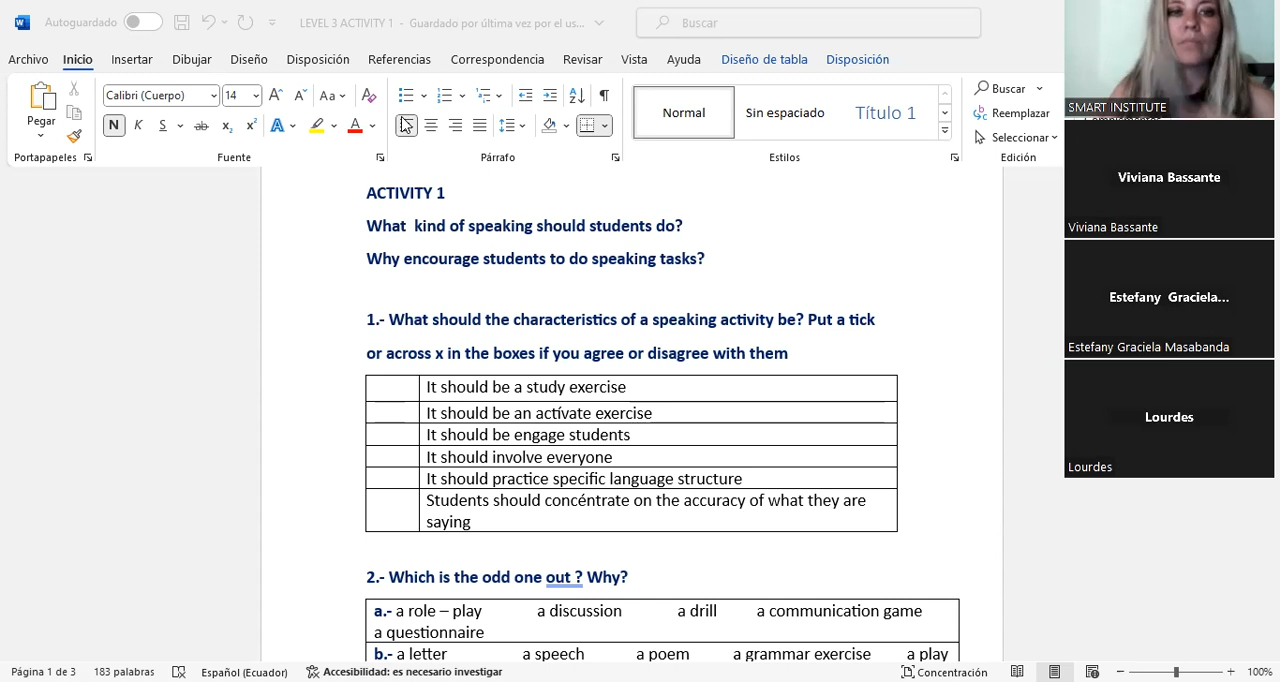 Autoguardado
LEVEL 3 ACTIVITY 1 - Guardado por última vez por el us...
Buscar
Archivo Inicio Insertar Dibujar Diseño Disposición Referencias Correspondencia Revisar Vista Ayuda Diseño de tabla Disposición
Pegar
Calibri (Cuerpo) 14
N K S ab x₂ x² A A
Normal
Sin espaciado
Título 1
Buscar
Reemplazar
Seleccionar
Portapapeles Fuente Párrafo Estilos Edición
ACTIVITY 1
What kind of speaking should students do?
Why encourage students to do speaking tasks?
1.- What should the characteristics of a speaking activity be? Put a tick
or across x in the boxes if you agree or disagree with them
It should be a study exercise
It should be an actívate exercise
It should be engage students
It should involve everyone
It should practice specific language structure
Students should concéntrate on the accuracy of what they are
saying
2.- Which is the odd one out ? Why?
a.- a role – play a discussion a drill a communication game
a questionnaire
b.- a letter a speech a poem a grammar exercise a play
SMART INSTITUTE
Viviana Bassante
Viviana Bassante
Estefany Graciela...
Estefany Graciela Masabanda
Lourdes
Lourdes
Página 1 de 3 183 palabras Español (Ecuador) Accesibilidad: es necesario investigar Concentración 100%